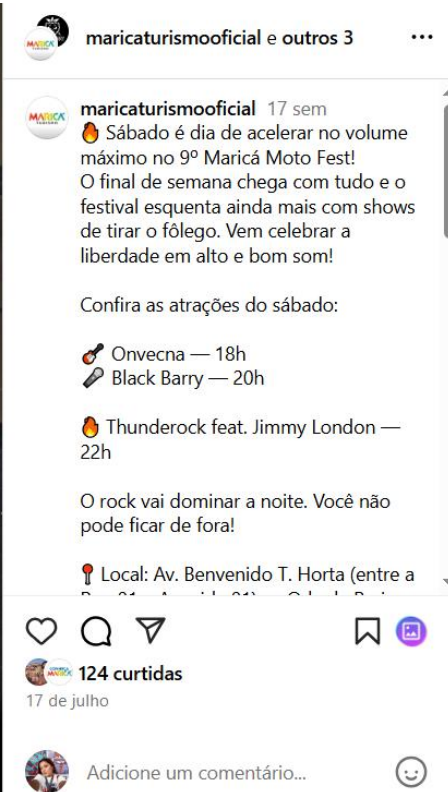 MARICÁ
maricaturismooficial e outros 3
MARICÁ
TURISMO
maricaturismooficial 17 sem
🔥 Sábado é dia de acelerar no volume
máximo no 9º Maricá Moto Fest!
O final de semana chega com tudo e o
festival esquenta ainda mais com shows
de tirar o fôlego. Vem celebrar a
liberdade em alto e bom som!
Confira as atrações do sábado:
🎸 Onvecna — 18h
🎤 Black Barry — 20h
🔥 Thunderock feat. Jimmy London —
22h
O rock vai dominar a noite. Você não
pode ficar de fora!
📍 Local: Av. Benvenido T. Horta (entre a
124 curtidas
17 de julho
Adicione um comentário...